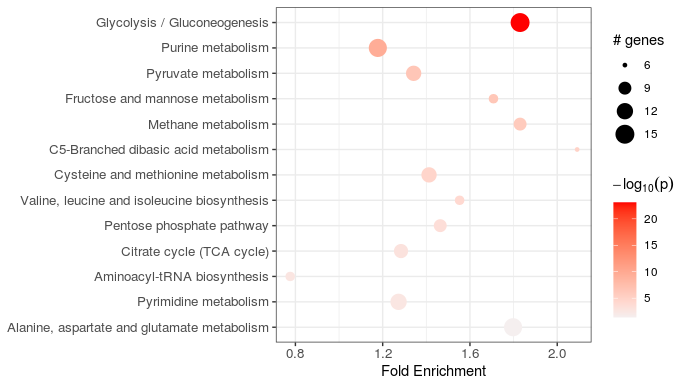 Glycolysis / Gluconeogenesis
Purine metabolism
Pyruvate metabolism
Fructose and mannose metabolism
Methane metabolism
C5-Branched dibasic acid metabolism
Cysteine and methionine metabolism
Valine, leucine and isoleucine biosynthesis
Pentose phosphate pathway
Citrate cycle (TCA cycle)
Aminoacyl-tRNA biosynthesis
Pyrimidine metabolism
Alanine, aspartate and glutamate metabolism
0.8 1.2 1.6 2.0
Fold Enrichment
# genes
6
9
12
15
−log₁₀(p)
20
15
10
5